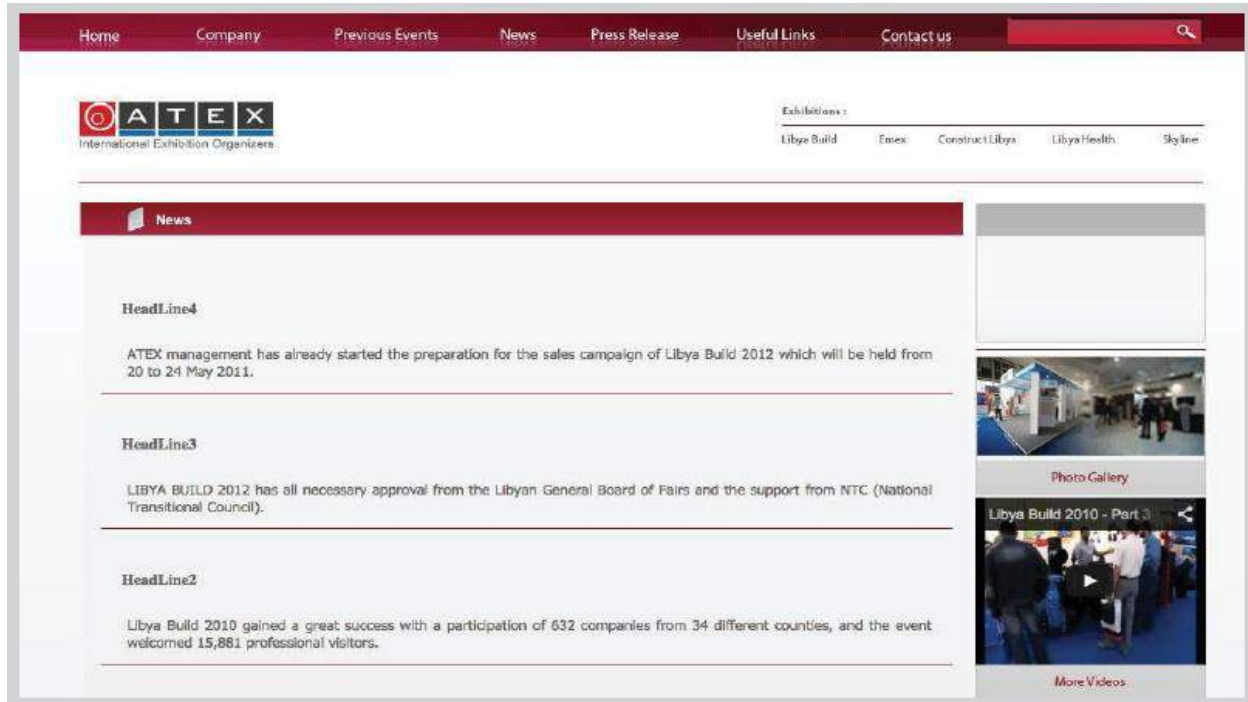 Home Company Previous Events News Press Release Useful Links Contact us
ATEX
International Exhibition Organizers
Exhibitions :
Libya Build Emex Construct Libya Libya Health Skyline
News
HeadLine4
ATEX management has already started the preparation for the sales campaign of Libya Build 2012 which will be held from
20 to 24 May 2011.
HeadLine3
LIBYA BUILD 2012 has all necessary approval from the Libyan General Board of Fairs and the support from NTC (National
Transitional Council).
HeadLine2
Libya Build 2010 gained a great success with a participation of 632 companies from 34 different counties, and the event
welcomed 15,881 professional visitors.
Photo Gallery
Libya Build 2010 - Part 3
More Videos